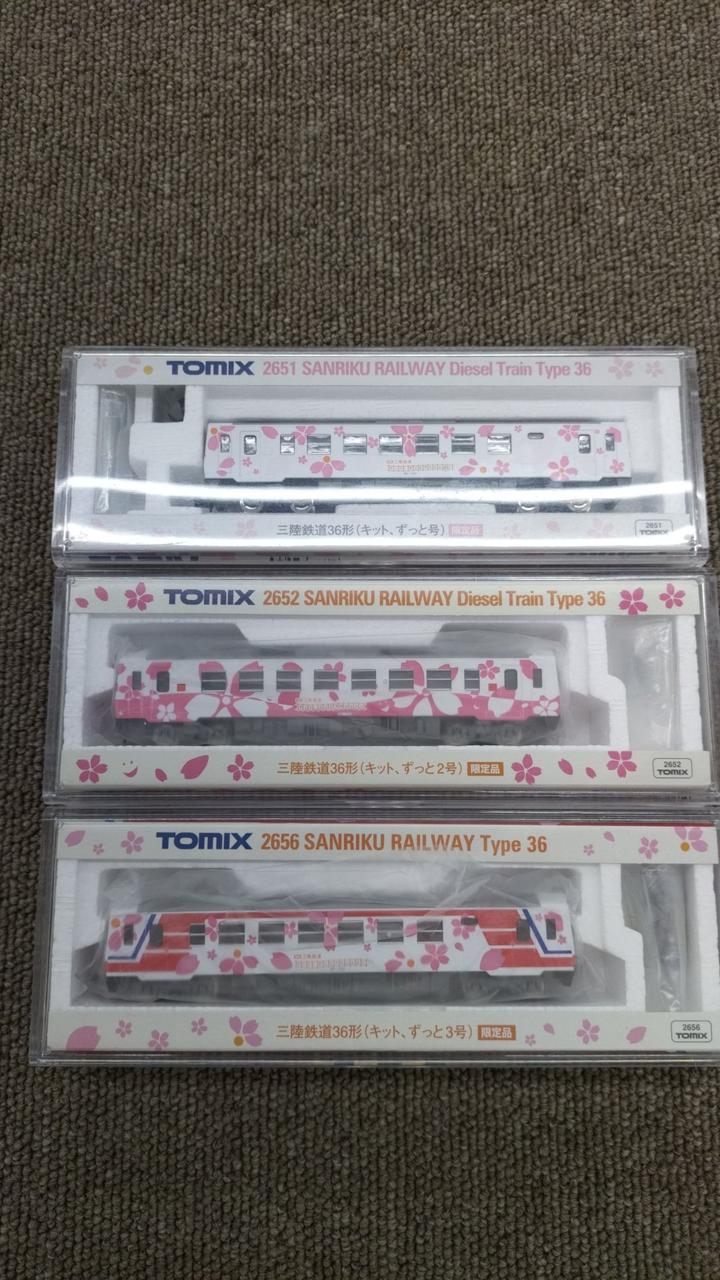 TOMIX 2651 SANRIKU RAILWAY Diesel Train Type 36
三陸鉄道36形(キット、ずっと号) 限定品
2651
TOMIX
TOMIX 2652 SANRIKU RAILWAY Diesel Train Type 36
三陸鉄道36形(キット、ずっと2号) 限定品
2652
TOMIX
TOMIX 2656 SANRIKU RAILWAY Type 36
三陸鉄道36形(キット、ずっと3号) 限定品
2656
TOMIX